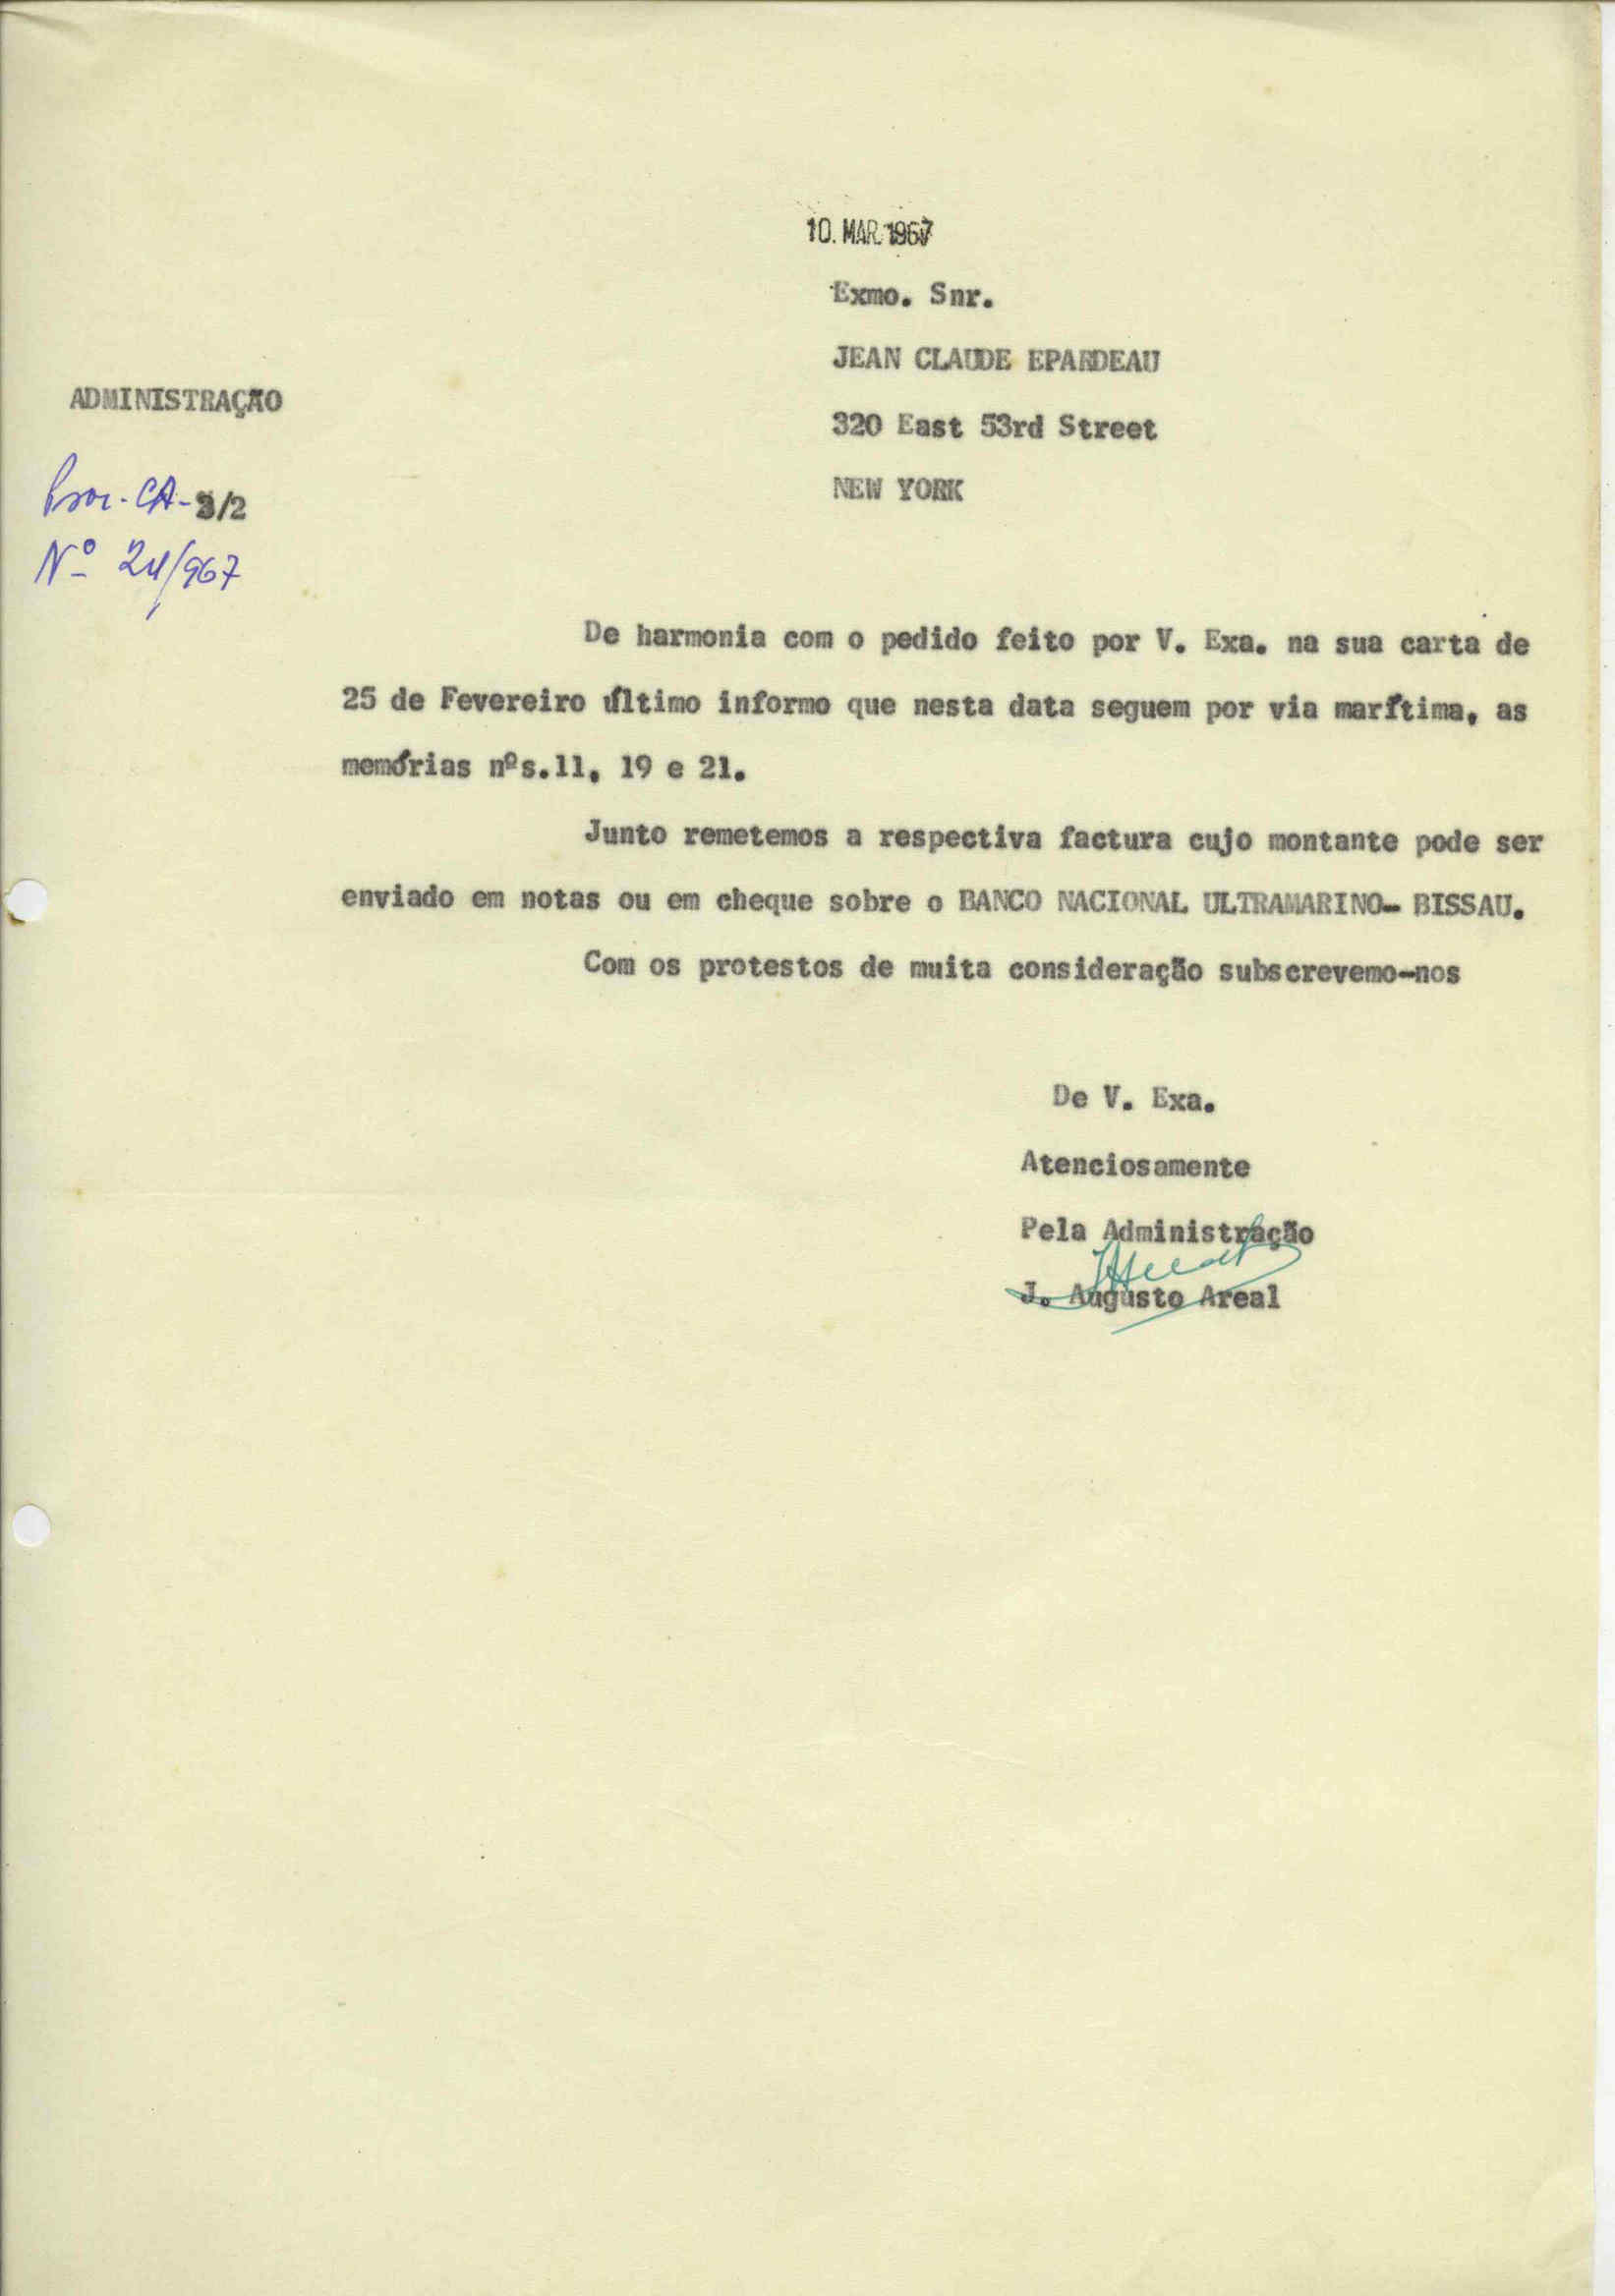 10. MAR. 1967
Exmo. Snr.
JEAN CLAUDE EPARDEAU
ADMINISTRAÇÃO
320 East 53rd Street
NEW YORK
Proc. CA-3/2
Nº 24/967
De harmonia com o pedido feito por V. Exa. na sua carta de
25 de Fevereiro último informo que nesta data seguem por via marítima, as
memórias nºs.11, 19 e 21.
Junto remetemos a respectiva factura cujo montante pode ser
enviado em notas ou em cheque sobre o BANCO NACIONAL ULTRAMARINO- BISSAU.
Com os protestos de muita consideração subscrevemo-nos
De V. Exa.
Atenciosamente
Pela Administração
J. Augusto Areal